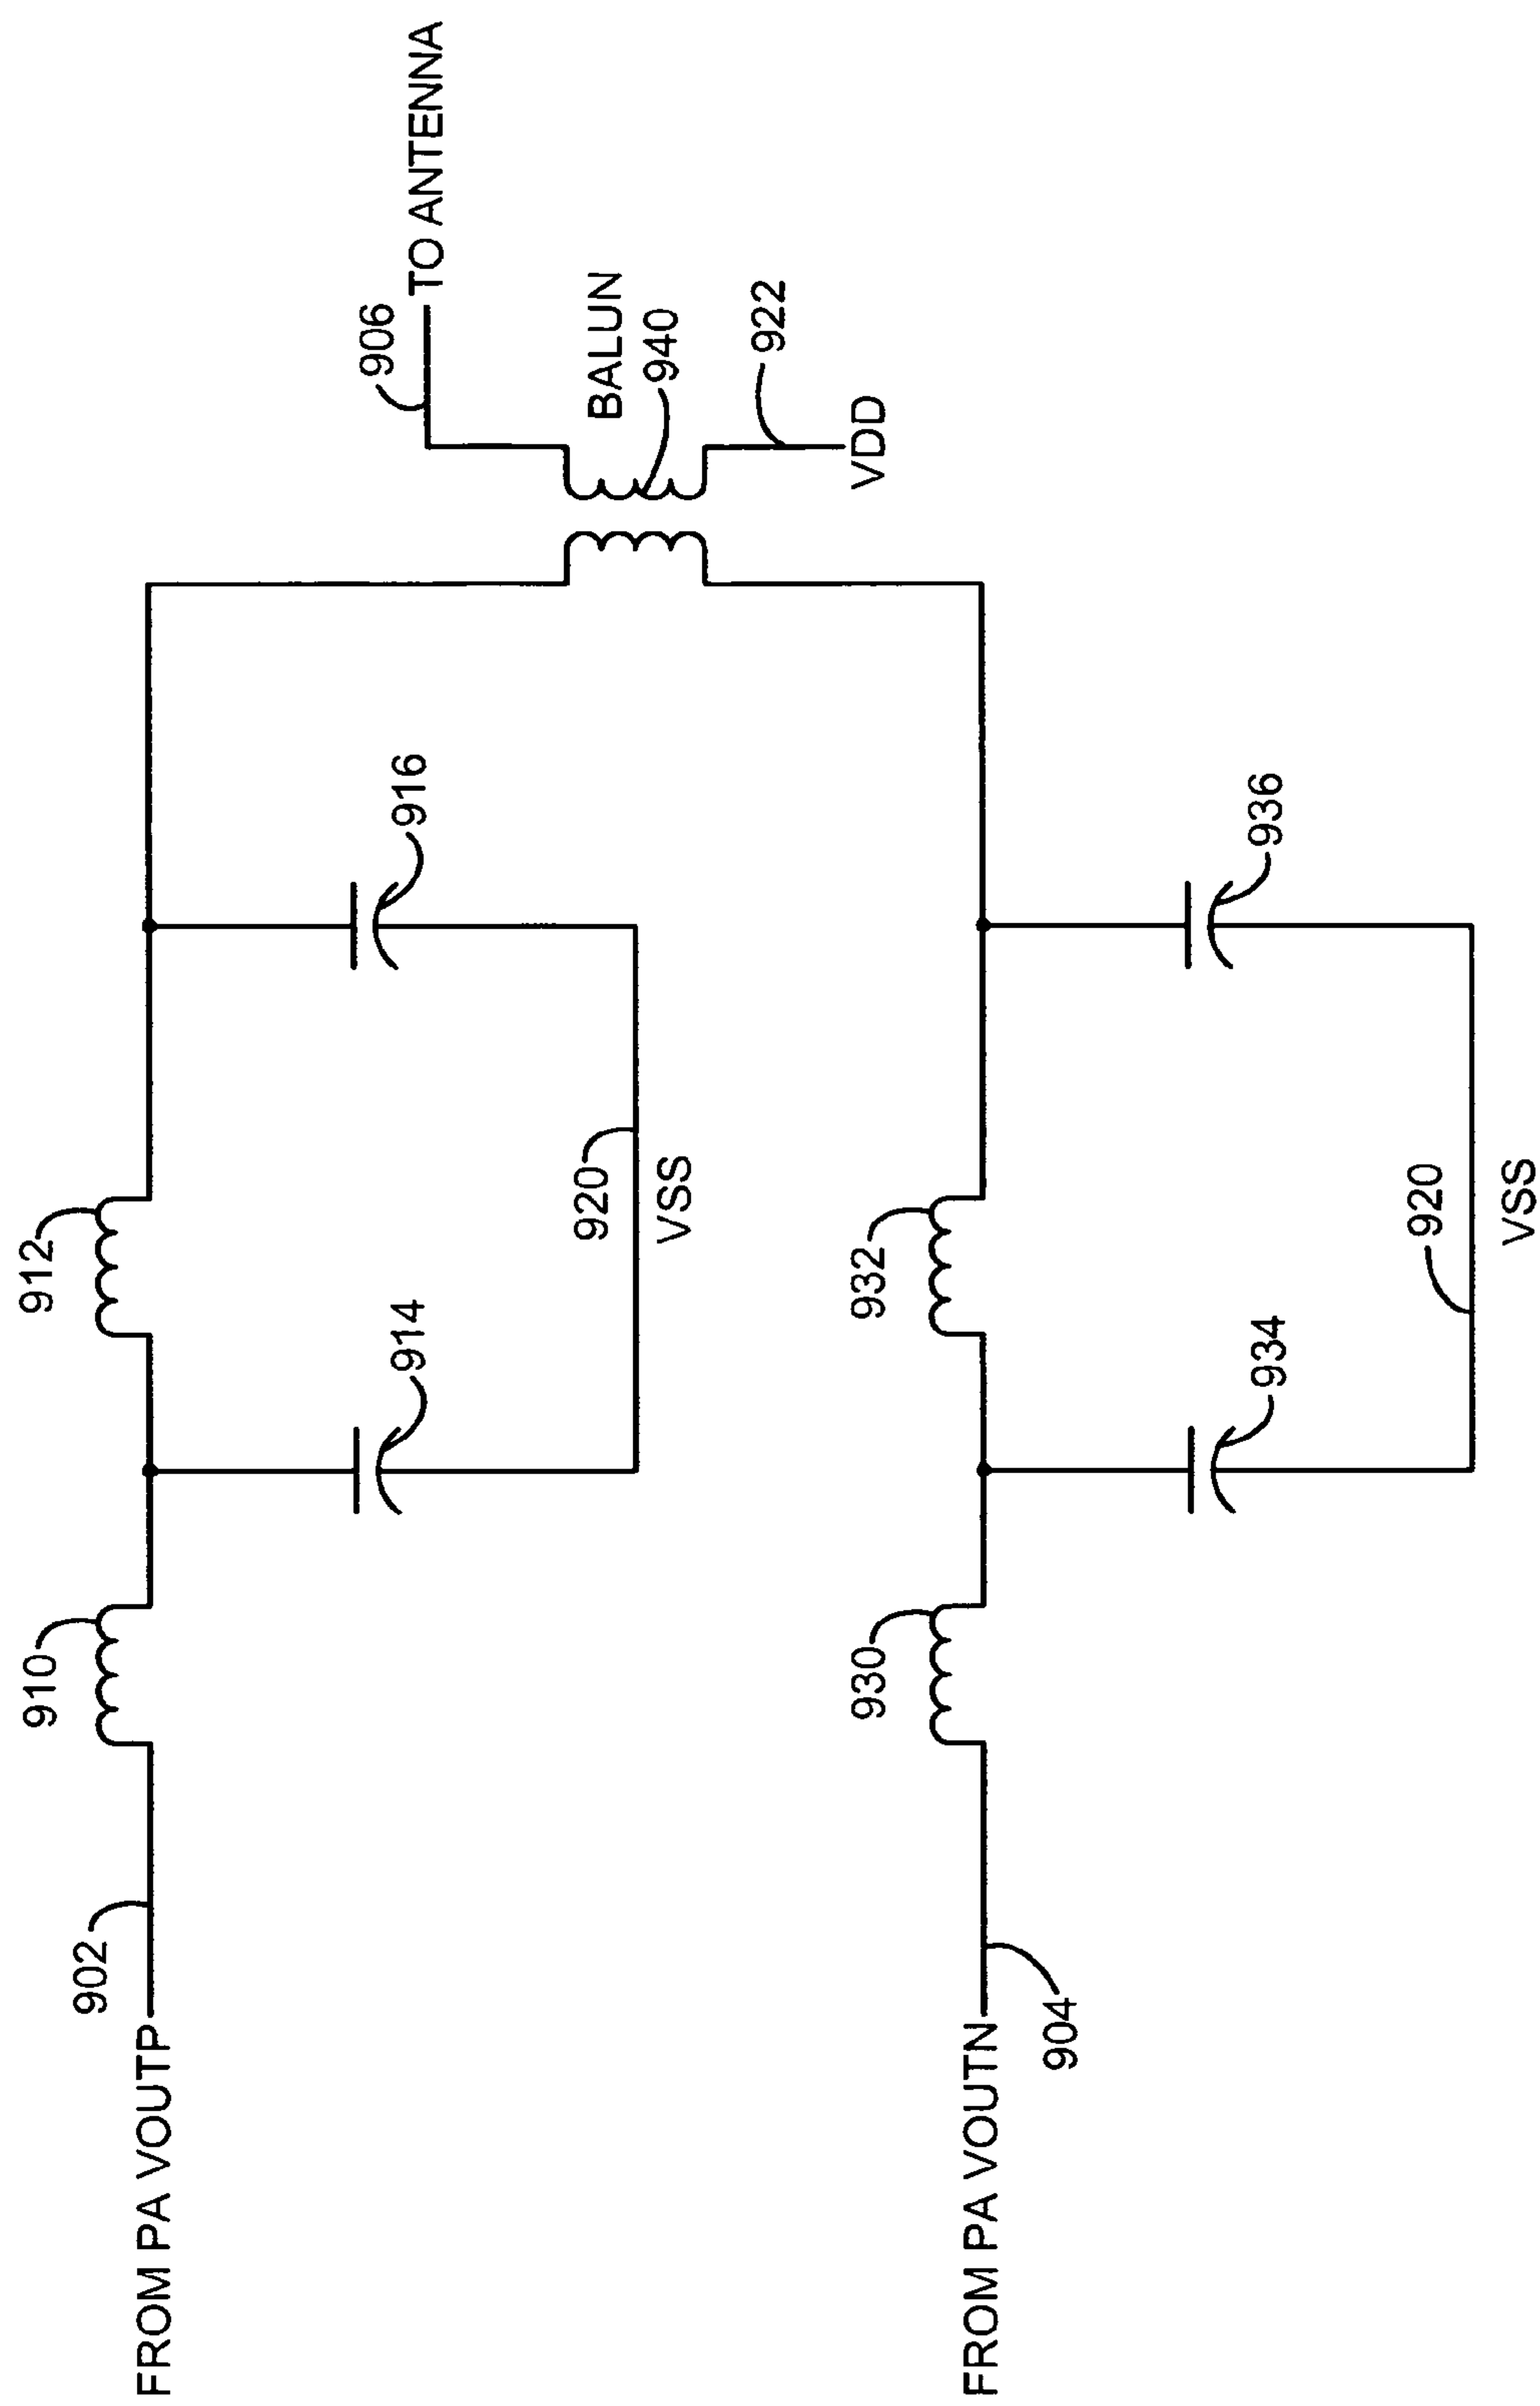 FROM PA VOUTP
902
910
912
914
916
920
VSS
906
TO ANTENNA
BALUN
940
922
VDD
FROM PA VOUTN
904
930
932
934
936
920
VSS